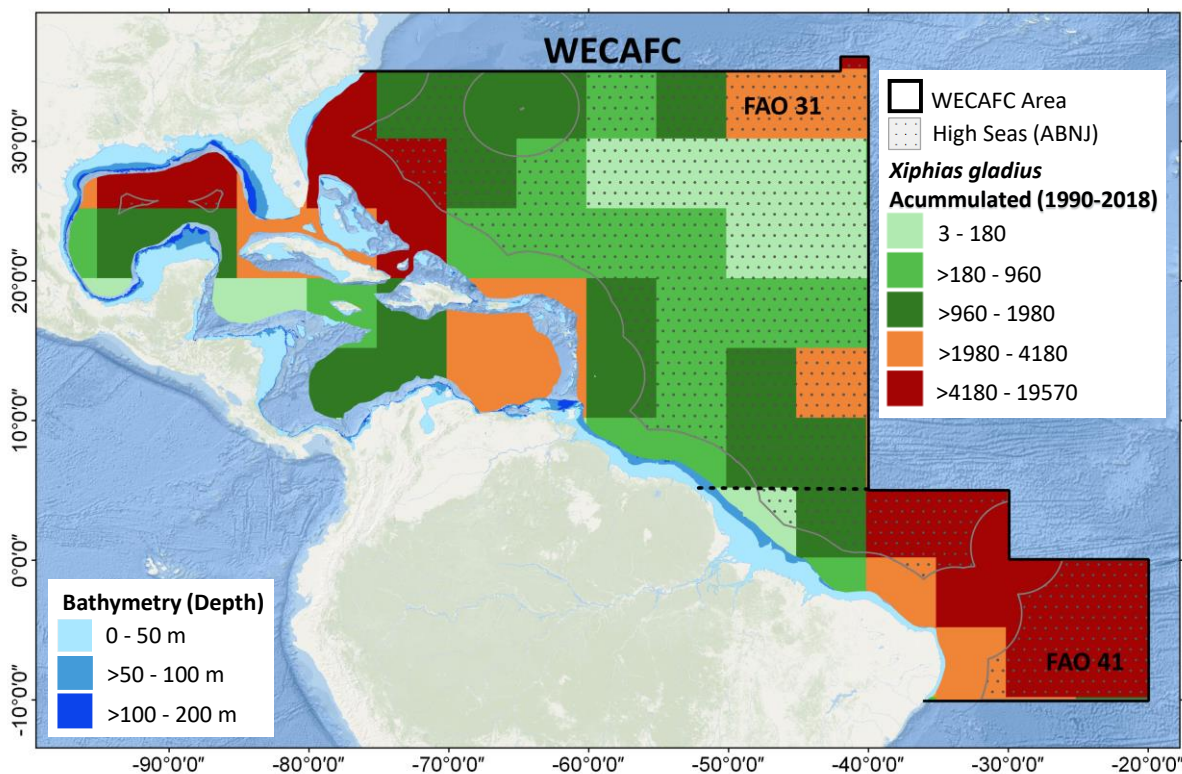 WECAFC
FAO 31
WECAFC Area
High Seas (ABNJ)
Xiphias gladius
Acummulated (1990-2018)
3 - 180
>180 - 960
>960 - 1980
>1980 - 4180
>4180 - 19570
30°0'0"
20°0'0"
10°0'0"
0°0'0"
-10°0'0"
Bathymetry (Depth)
0 - 50 m
>50 - 100 m
>100 - 200 m
FAO 41
-90°0'0"
-80°0'0"
-70°0'0"
-60°0'0"
-50°0'0"
-40°0'0"
-30°0'0"
-20°0'0"